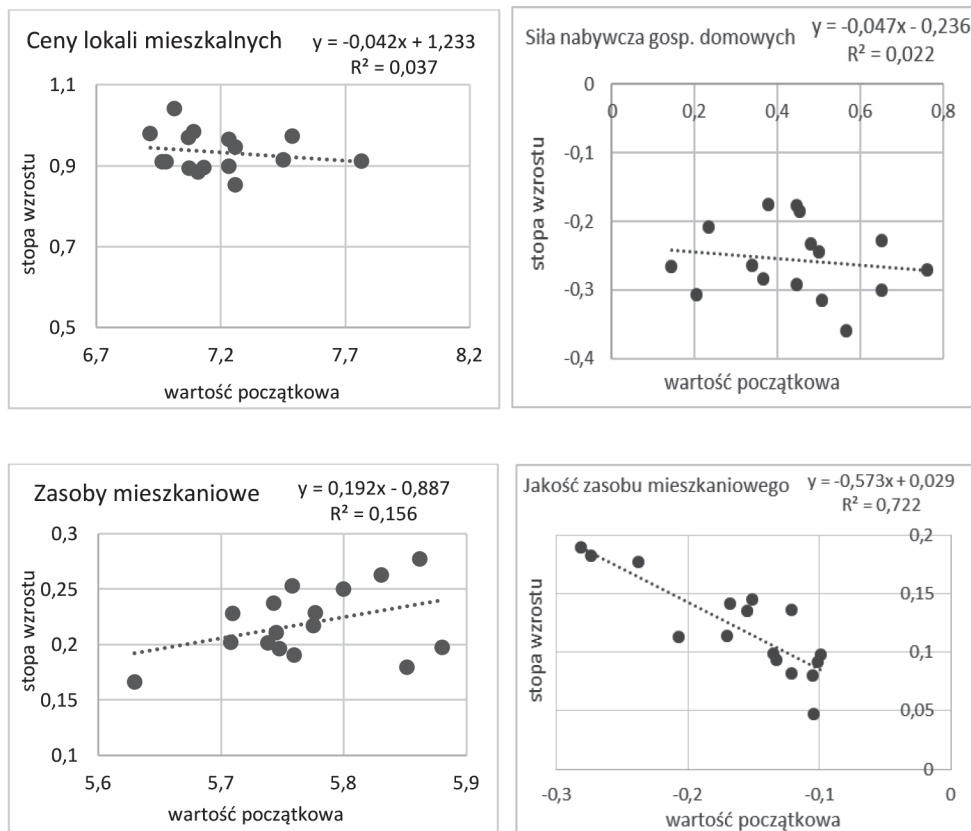 Ceny lokali mieszkalnych
y = -0,042x + 1,233
R² = 0,037
1,1
0,9
0,7
0,5
stopa wzrostu
6,7 7,2 7,7 8,2
wartość początkowa
Siła nabywcza gosp. domowych
y = -0,047x - 0,236
R² = 0,022
0
0 0,2 0,4 0,6 0,8
-0,1
-0,2
-0,3
-0,4
stopa wzrostu
wartość początkowa
Zasoby mieszkaniowe
y = 0,192x - 0,887
R² = 0,156
0,3
0,25
0,2
0,15
0,1
stopa wzrostu
5,6 5,7 5,8 5,9
wartość początkowa
Jakość zasobu mieszkaniowego
y = -0,573x + 0,029
R² = 0,722
0,2
0,15
0,1
0,05
0
stopa wzrostu
-0,3 -0,2 -0,1 0
wartość początkowa